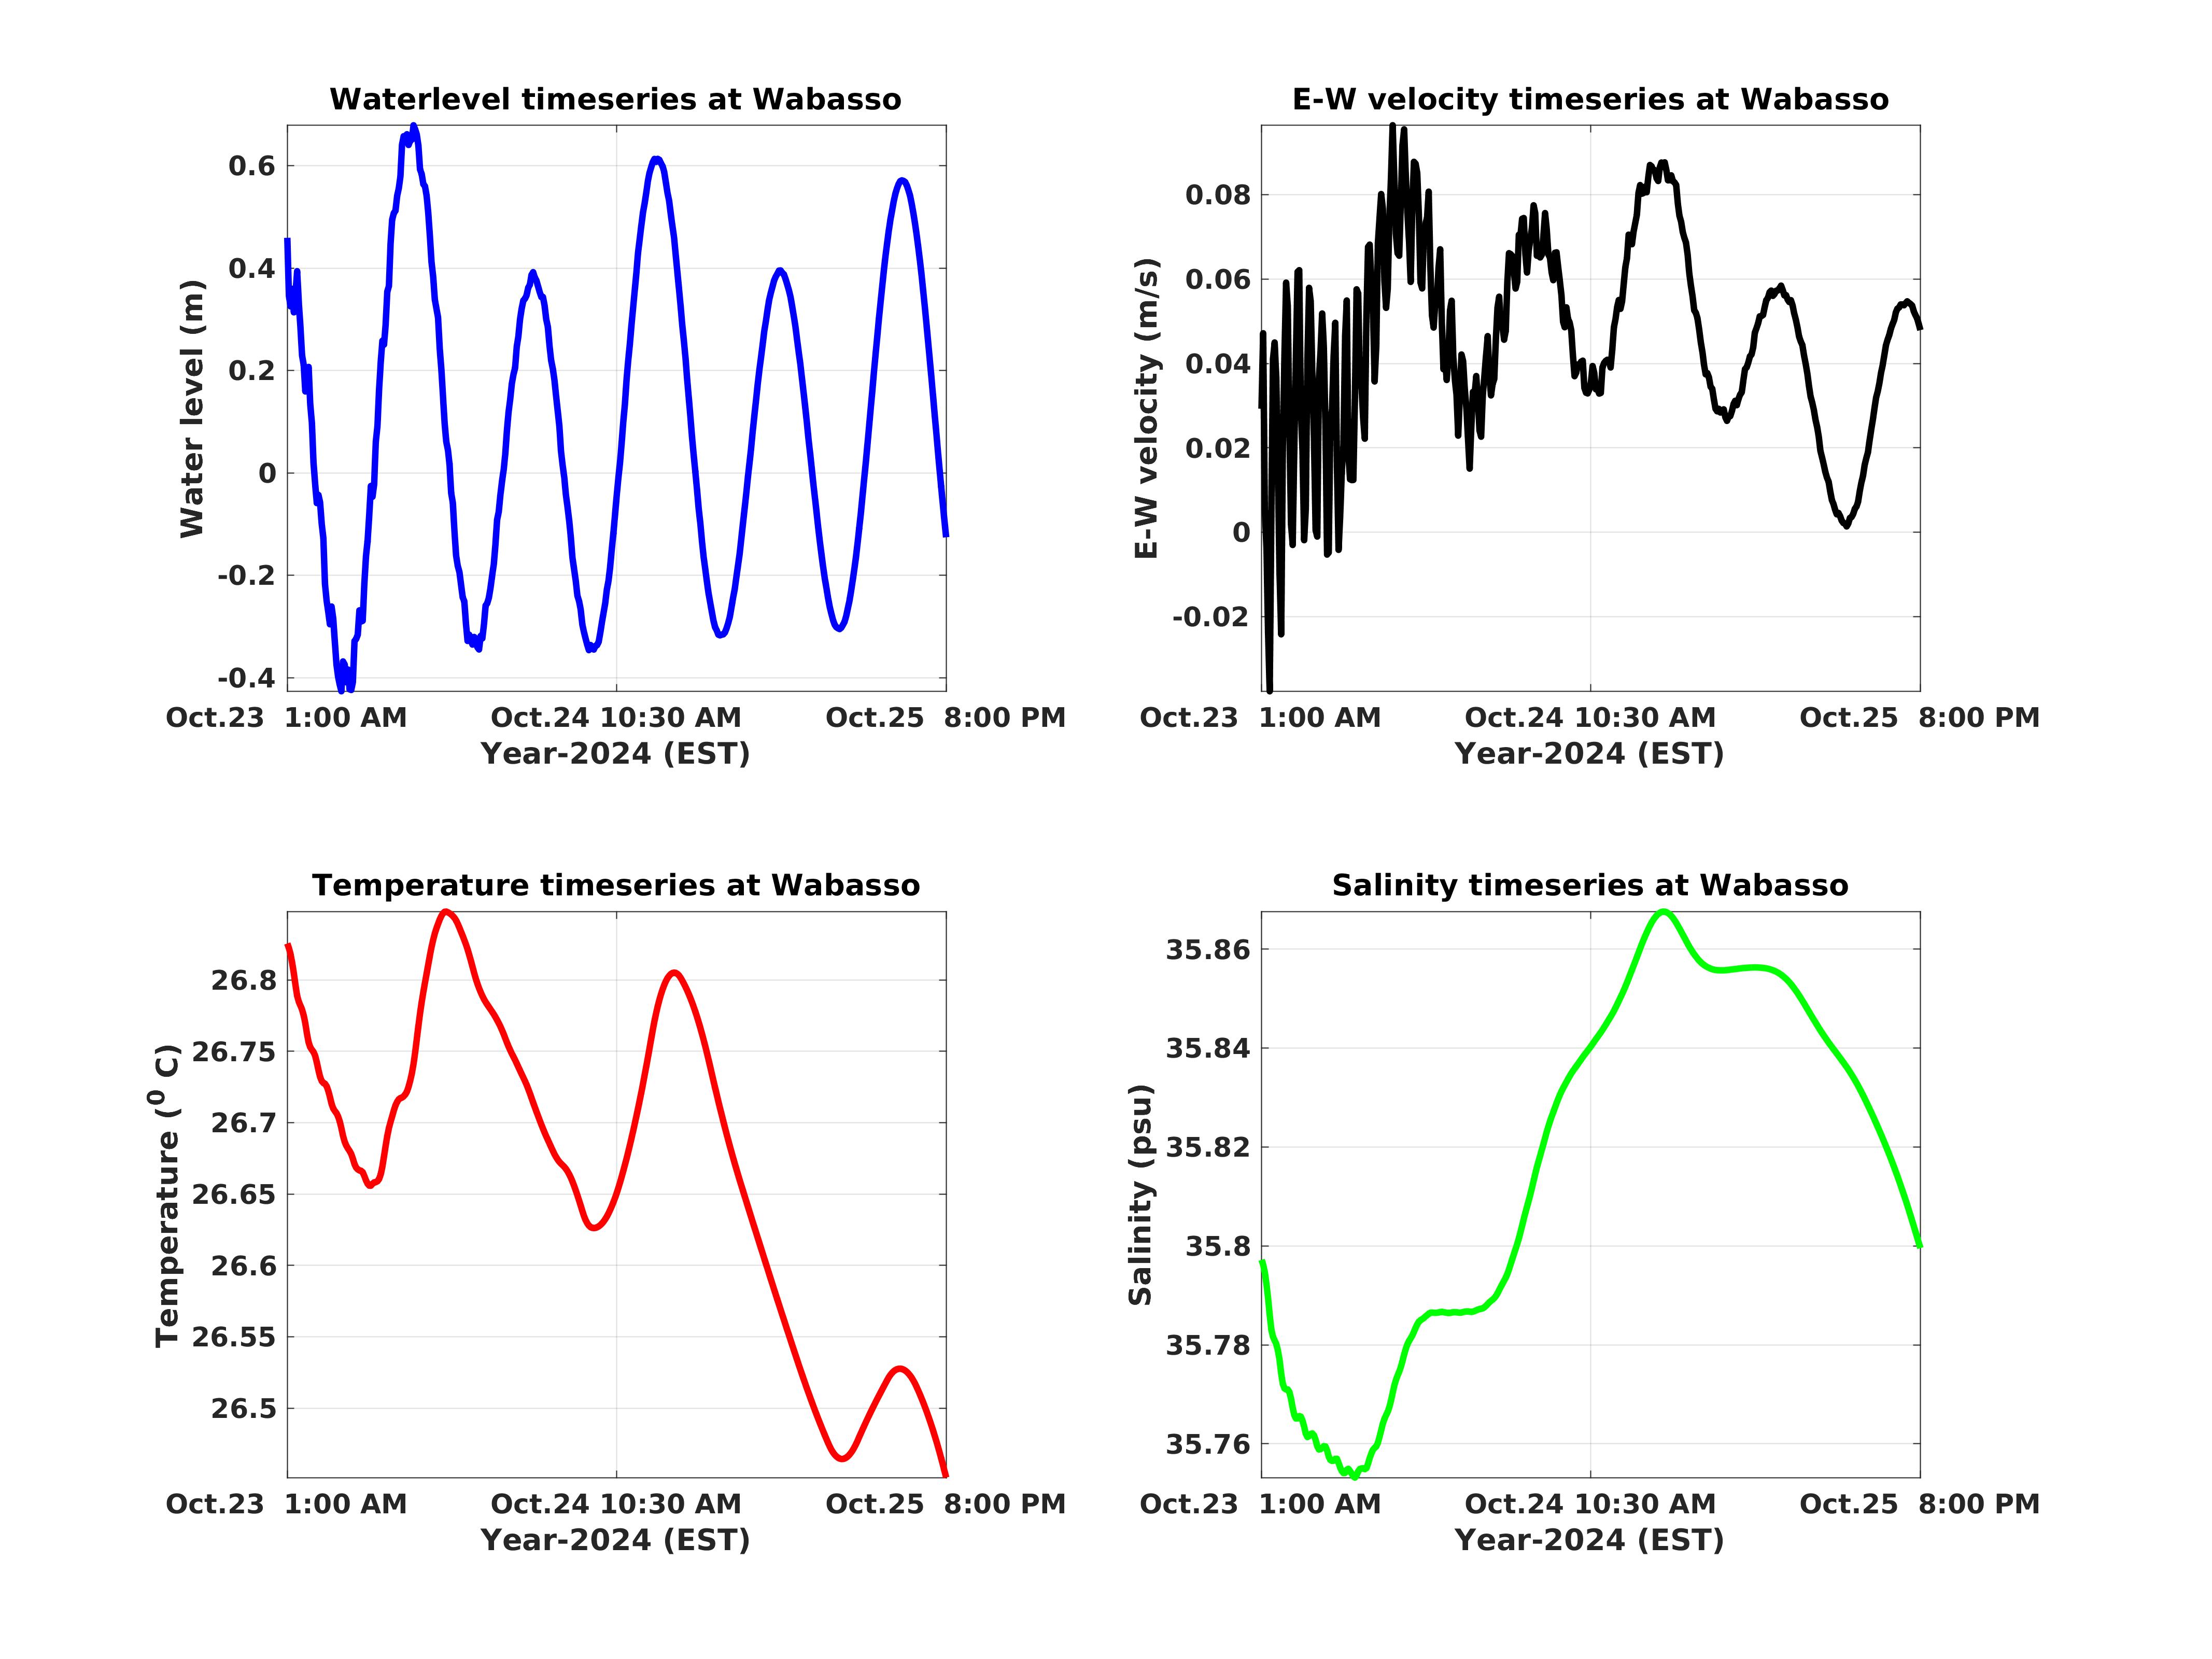 Waterlevel timeseries at Wabasso
0.6
0.4
0.2
0
-0.2
-0.4
Water level (m)
Oct.23 1:00 AM Oct.24 10:30 AM Oct.25 8:00 PM
Year-2024 (EST)
E-W velocity timeseries at Wabasso
0.08
0.06
0.04
0.02
0
-0.02
E-W velocity (m/s)
Oct.23 1:00 AM Oct.24 10:30 AM Oct.25 8:00 PM
Year-2024 (EST)
Temperature timeseries at Wabasso
26.8
26.75
26.7
26.65
26.6
26.55
26.5
Temperature (⁰ C)
Oct.23 1:00 AM Oct.24 10:30 AM Oct.25 8:00 PM
Year-2024 (EST)
Salinity timeseries at Wabasso
35.86
35.84
35.82
35.8
35.78
35.76
Salinity (psu)
Oct.23 1:00 AM Oct.24 10:30 AM Oct.25 8:00 PM
Year-2024 (EST)